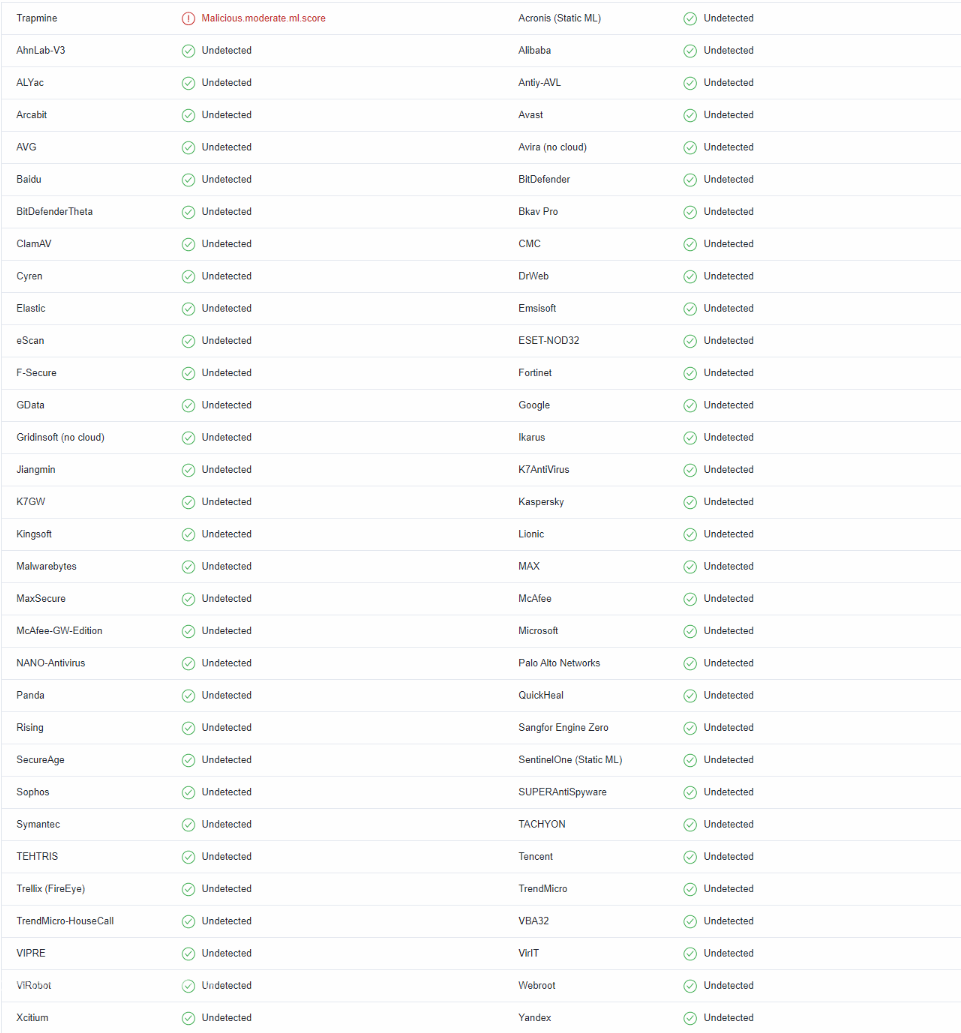 Trapmine Malicious.moderate.ml.score Acronis (Static ML) Undetected
AhnLab-V3 Undetected Alibaba Undetected
ALYac Undetected Antiy-AVL Undetected
Arcabit Undetected Avast Undetected
AVG Undetected Avira (no cloud) Undetected
Baidu Undetected BitDefender Undetected
BitDefenderTheta Undetected Bkav Pro Undetected
ClamAV Undetected CMC Undetected
Cyren Undetected DrWeb Undetected
Elastic Undetected Emsisoft Undetected
eScan Undetected ESET-NOD32 Undetected
F-Secure Undetected Fortinet Undetected
GData Undetected Google Undetected
Gridinsoft (no cloud) Undetected Ikarus Undetected
Jiangmin Undetected K7AntiVirus Undetected
K7GW Undetected Kaspersky Undetected
Kingsoft Undetected Lionic Undetected
Malwarebytes Undetected MAX Undetected
MaxSecure Undetected McAfee Undetected
McAfee-GW-Edition Undetected Microsoft Undetected
NANO-Antivirus Undetected Palo Alto Networks Undetected
Panda Undetected QuickHeal Undetected
Rising Undetected Sangfor Engine Zero Undetected
SecureAge Undetected SentinelOne (Static ML) Undetected
Sophos Undetected SUPERAntiSpyware Undetected
Symantec Undetected TACHYON Undetected
TEHTRIS Undetected Tencent Undetected
Trellix (FireEye) Undetected TrendMicro Undetected
TrendMicro-HouseCall Undetected VBA32 Undetected
VIPRE Undetected VirIT Undetected
ViRobot Undetected Webroot Undetected
Xcitium Undetected Yandex Undetected